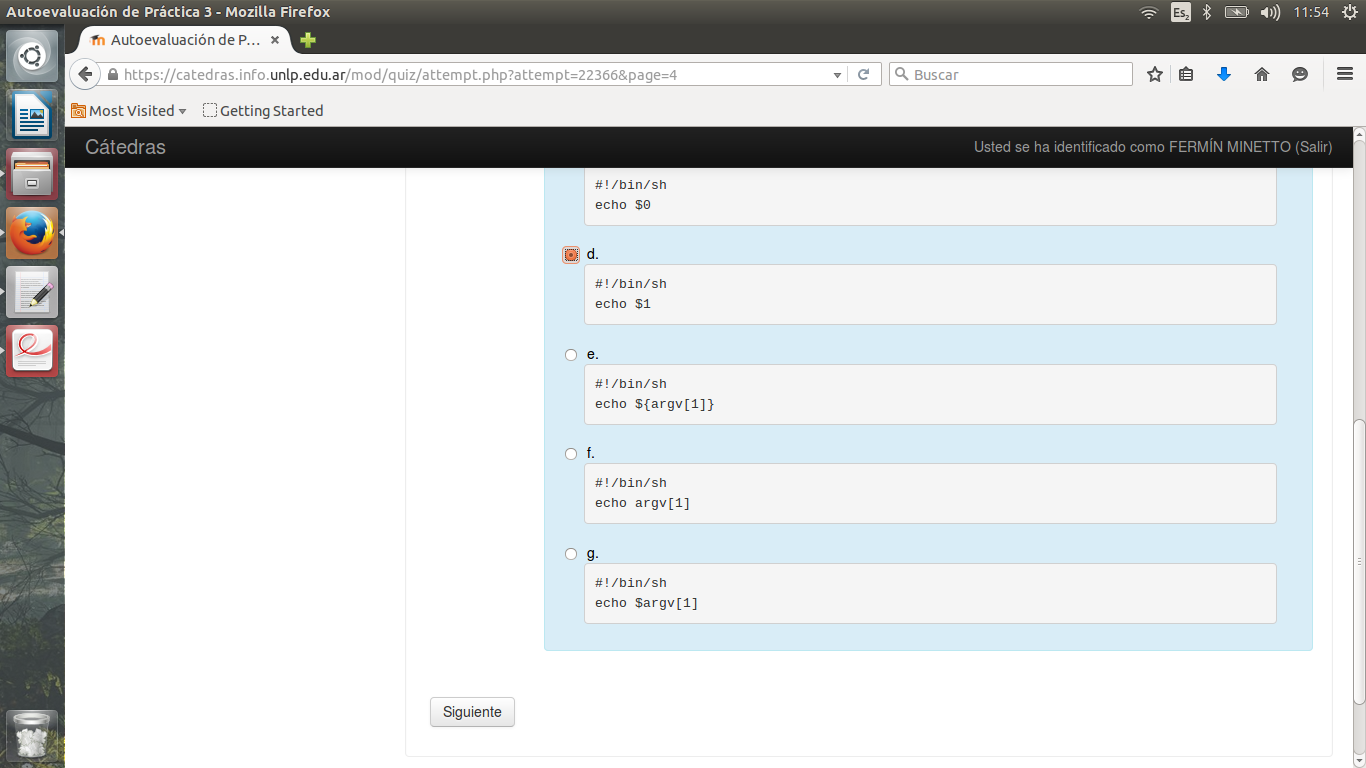 Autoevaluación de Práctica 3 - Mozilla Firefox
Es2
11:54
Autoevaluación de P...
https://catedras.info.unlp.edu.ar/mod/quiz/attempt.php?attempt=22366&page=4
Buscar
Most Visited
Getting Started
Cátedras
Usted se ha identificado como FERMÍN MINETTO (Salir)
#!/bin/sh
echo $0
d.
#!/bin/sh
echo $1
e.
#!/bin/sh
echo ${argv[1]}
f.
#!/bin/sh
echo argv[1]
g.
#!/bin/sh
echo $argv[1]
Siguiente